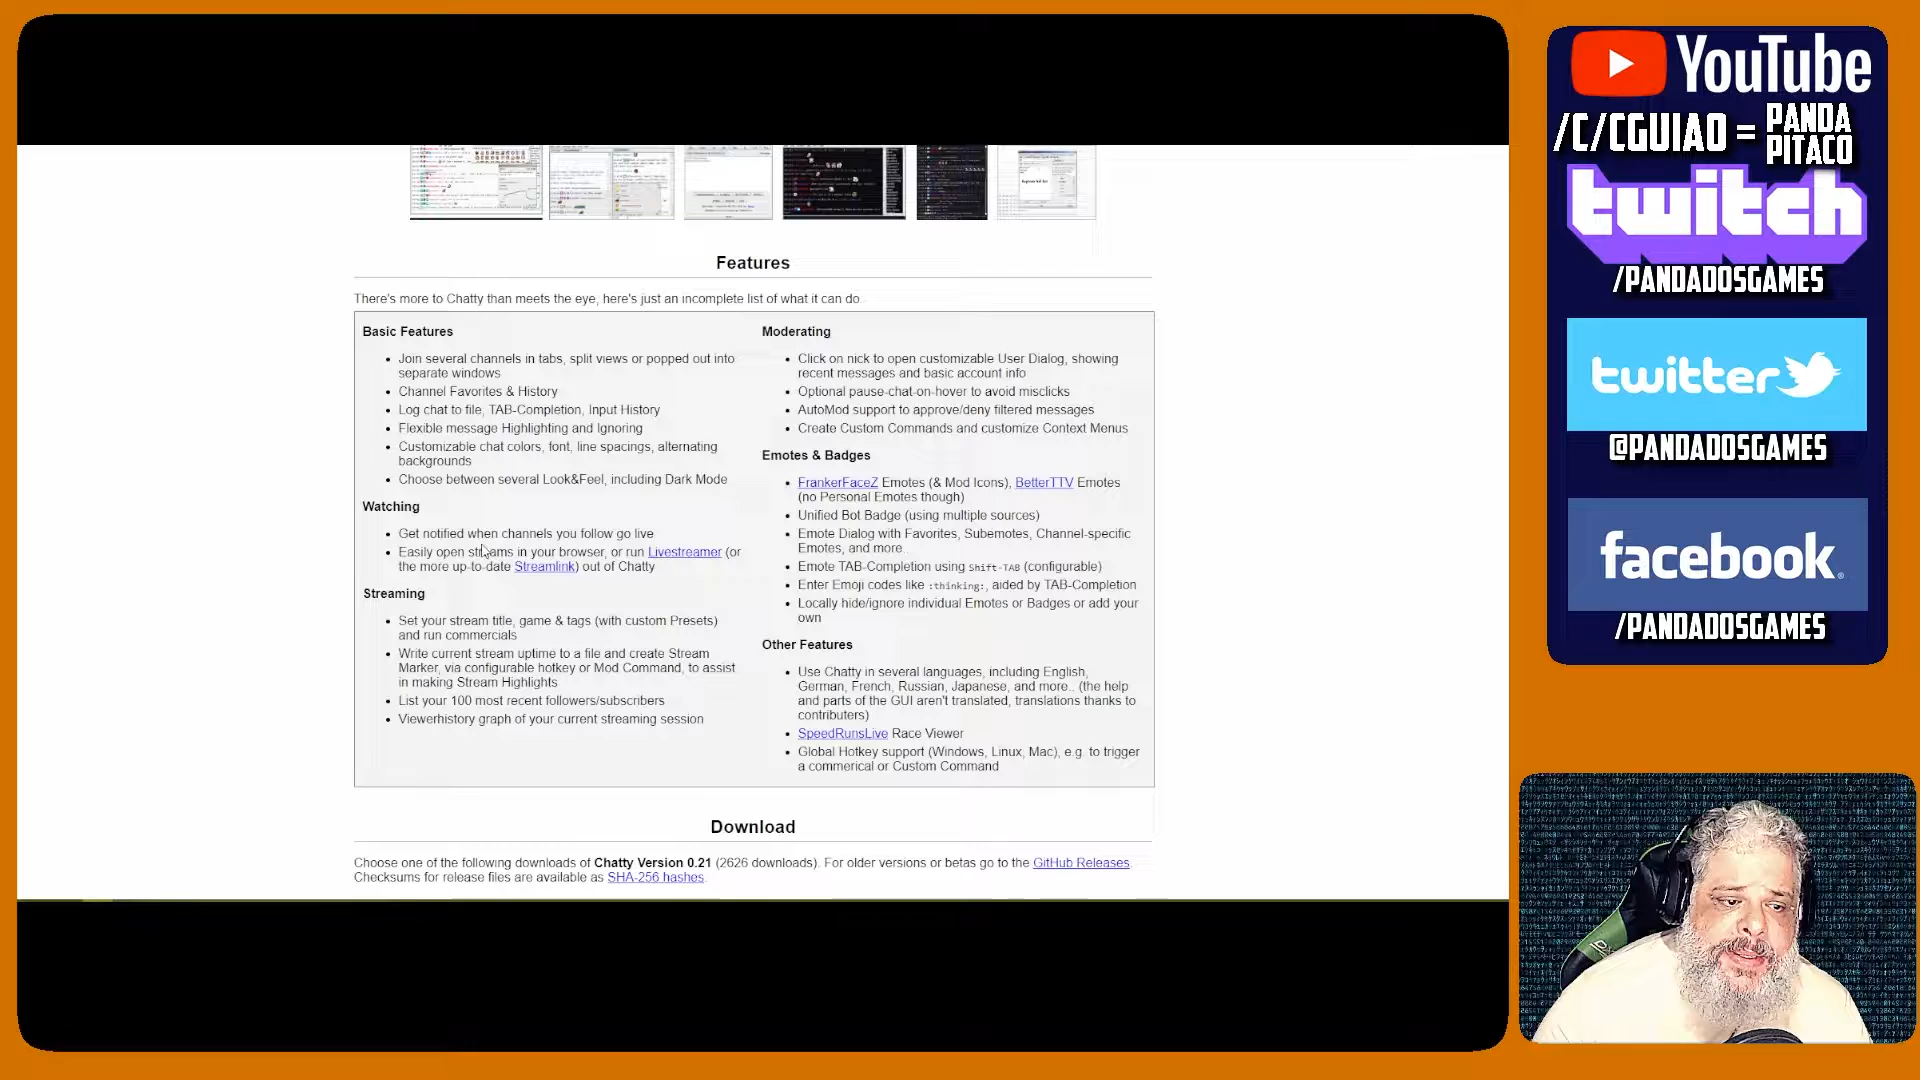 Features
There's more to Chatty than meets the eye, here's just an incomplete list of what it can do..
Basic Features
Join several channels in tabs, split views or popped out into
separate windows
Channel Favorites & History
Log chat to file, TAB-Completion, Input History
Flexible message Highlighting and Ignoring
Customizable chat colors, font, line spacings, alternating
backgrounds
Choose between several Look&Feel, including Dark Mode
Watching
Get notified when channels you follow go live
Easily open streams in your browser, or run Livestreamer (or
the more up-to-date Streamlink) out of Chatty
Streaming
Set your stream title, game & tags (with custom Presets)
and run commercials
Write current stream uptime to a file and create Stream
Marker, via configurable hotkey or Mod Command, to assist
in making Stream Highlights
List your 100 most recent followers/subscribers
Viewerhistory graph of your current streaming session
Moderating
Click on nick to open customizable User Dialog, showing
recent messages and basic account info
Optional pause-chat-on-hover to avoid misclicks
AutoMod support to approve/deny filtered messages
Create Custom Commands and customize Context Menus
Emotes & Badges
FrankerFaceZ Emotes (& Mod Icons), BetterTTV Emotes
(no Personal Emotes though)
Unified Bot Badge (using multiple sources)
Emote Dialog with Favorites, Subemotes, Channel-specific
Emotes, and more..
Emote TAB-Completion using Shift-TAB (configurable)
Enter Emoji codes like :thinking:, aided by TAB-Completion
Locally hide/ignore individual Emotes or Badges or add your
own
Other Features
Use Chatty in several languages, including English,
German, French, Russian, Japanese, and more.. (the help
and parts of the GUI aren't translated, translations thanks to
contributers)
SpeedRunsLive Race Viewer
Global Hotkey support (Windows, Linux, Mac), e.g. to trigger
a commerical or Custom Command
Download
Choose one of the following downloads of Chatty Version 0.21 (2626 downloads). For older versions or betas go to the GitHub Releases.
Checksums for release files are available as SHA-256 hashes.
YouTube
/C/CGUIAO = PANDA
PITACO
twitch
/PANDADOSGAMES
twitter
@PANDADOSGAMES
facebook
/PANDADOSGAMES